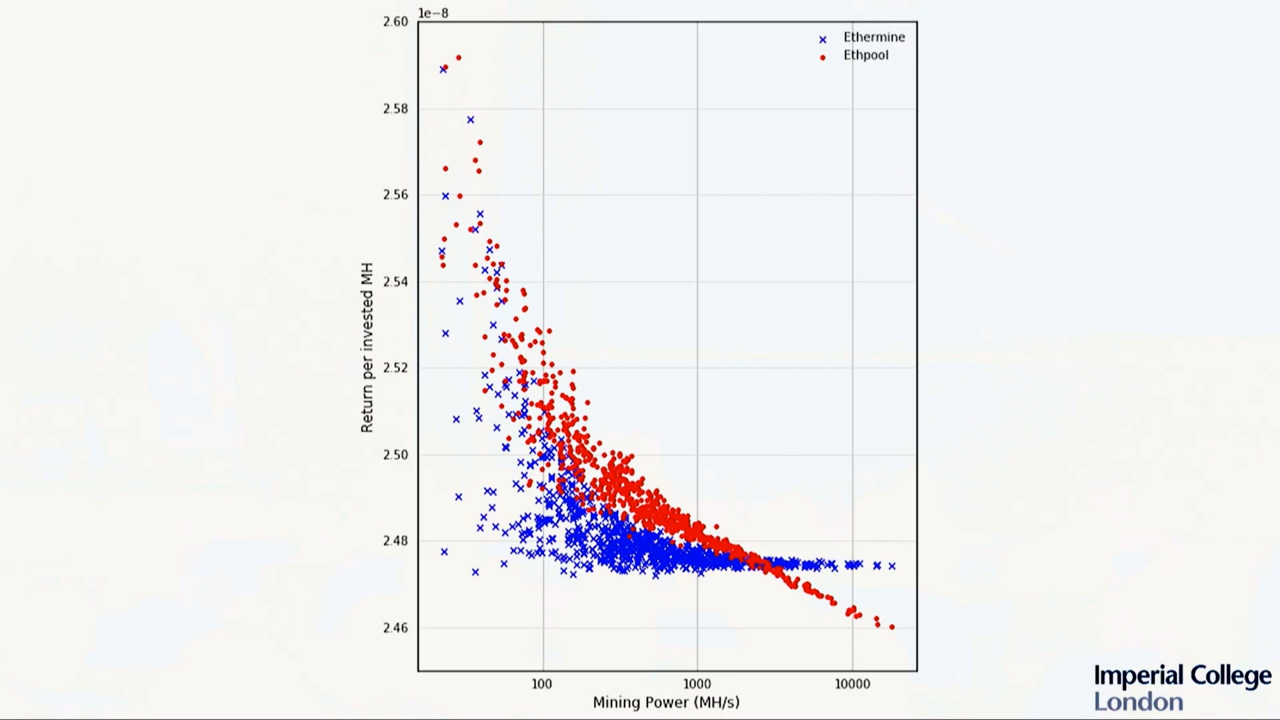 1e−8
2.60
2.58
2.56
2.54
2.52
2.50
2.48
2.46
Return per invested MH
Ethermine
Ethpool
100
1000
10000
Mining Power (MH/s)
Imperial College
London